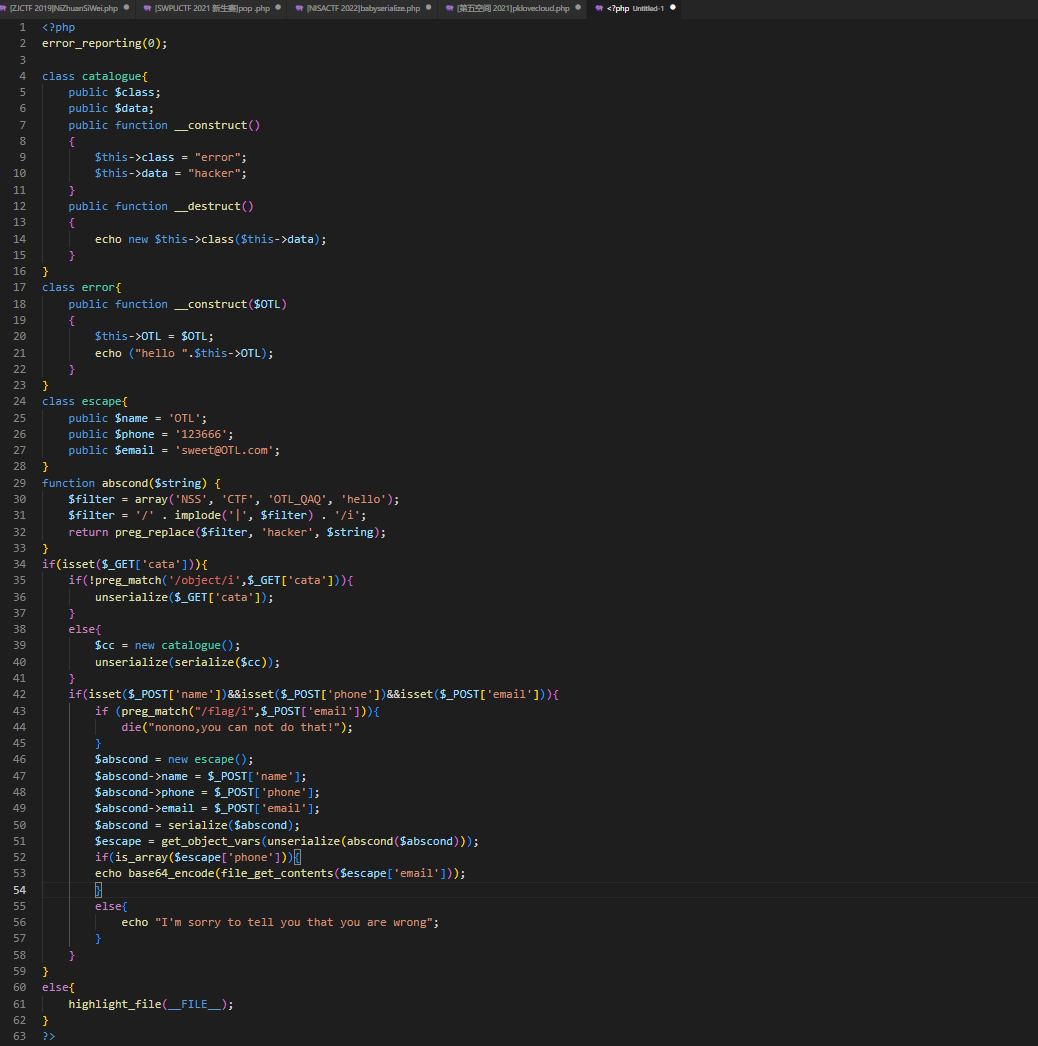 [ZJCTF 2019]NiZhuanSiWei.php [SWPUCTF 2021 新生赛]pop .php [NISACTF 2022]babyserialize.php [第五空间 2021]pklovecloud.php <?php Untitled-1
1 <?php
2 error_reporting(0);
3
4 class catalogue{
5 public $class;
6 public $data;
7 public function __construct()
8 {
9 $this->class = "error";
10 $this->data = "hacker";
11 }
12 public function __destruct()
13 {
14 echo new $this->class($this->data);
15 }
16 }
17 class error{
18 public function __construct($OTL)
19 {
20 $this->OTL = $OTL;
21 echo ("hello ".$this->OTL);
22 }
23 }
24 class escape{
25 public $name = 'OTL';
26 public $phone = '123666';
27 public $email = 'sweet@OTL.com';
28 }
29 function abscond($string) {
30 $filter = array('NSS', 'CTF', 'OTL_QAQ', 'hello');
31 $filter = '/' . implode('|', $filter) . '/i';
32 return preg_replace($filter, 'hacker', $string);
33 }
34 if(isset($_GET['cata'])){
35 if(!preg_match('/object/i',$_GET['cata'])){
36 unserialize($_GET['cata']);
37 }
38 else{
39 $cc = new catalogue();
40 unserialize(serialize($cc));
41 }
42 if(isset($_POST['name'])&&isset($_POST['phone'])&&isset($_POST['email'])){
43 if (preg_match("/flag/i",$_POST['email'])){
44 die("nonono,you can not do that!");
45 }
46 $abscond = new escape();
47 $abscond->name = $_POST['name'];
48 $abscond->phone = $_POST['phone'];
49 $abscond->email = $_POST['email'];
50 $abscond = serialize($abscond);
51 $escape = get_object_vars(unserialize(abscond($abscond)));
52 if(is_array($escape['phone'])){
53 echo base64_encode(file_get_contents($escape['email']));
54 }
55 else{
56 echo "I'm sorry to tell you that you are wrong";
57 }
58 }
59 }
60 else{
61 highlight_file(__FILE__);
62 }
63 ?>